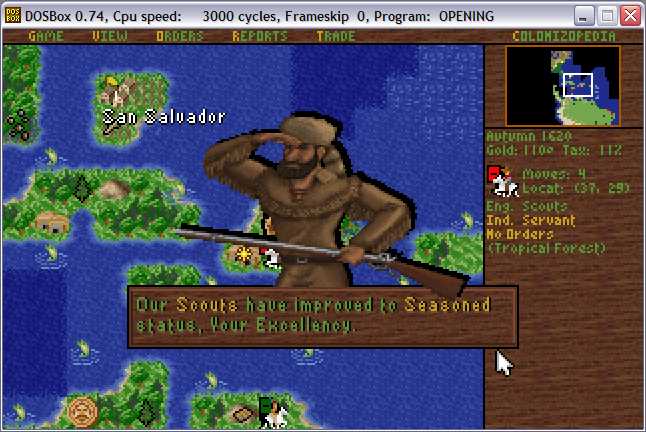 DOSBox 0.74, Cpu speed: 3000 cycles, Frameskip 0, Program: OPENING
GAME VIEW ORDERS REPORTS TRADE COLONIZOPEDIA
San Salvador
Autumn 1620
Gold: 1100 Tax: 11%
Moves: 4
Locat: (37, 29)
Eng. Scouts
Ind. Servant
No Orders
(Tropical Forest)
Our Scouts have improved to Seasoned
status, Your Excellency.